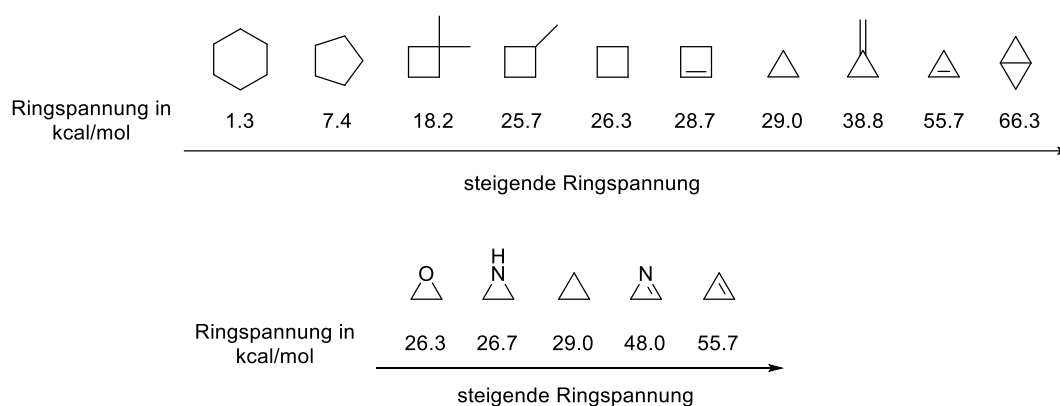 Ringspannung in
kcal/mol
1.3 7.4 18.2 25.7 26.3 28.7 29.0 38.8 55.7 66.3
steigende Ringspannung
O
H
N
N
Ringspannung in
kcal/mol
26.3 26.7 29.0 48.0 55.7
steigende Ringspannung